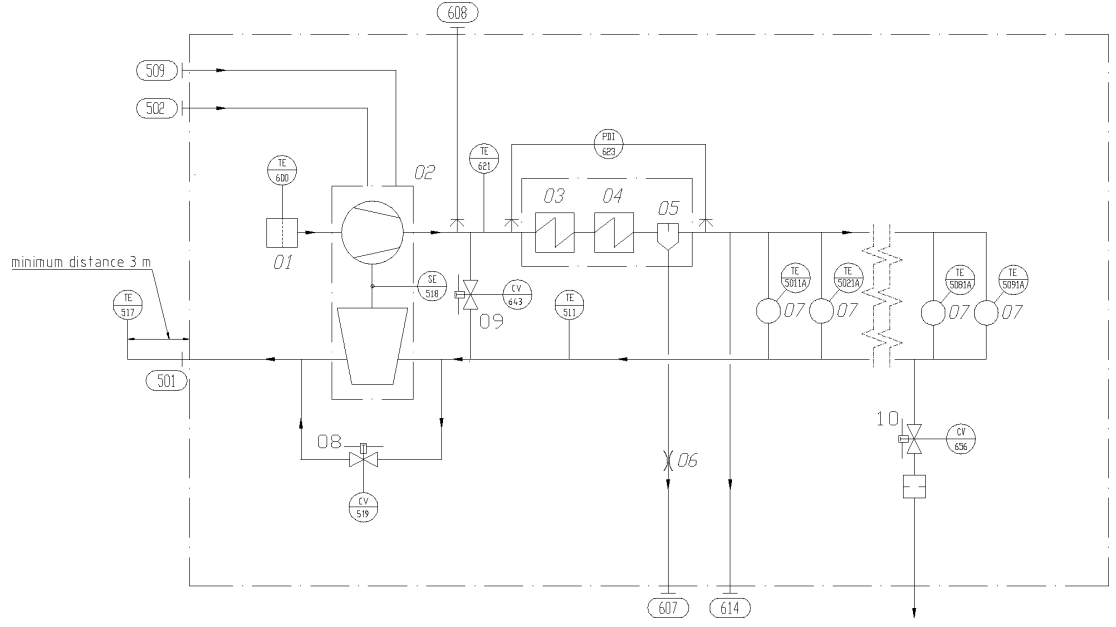 608
509
502
TE
600
02
TE
621
PDI
623
03
04
05
01
minimum distance 3 m
TE
517
SE
518
CV
643
09
TE
511
TE
5011A
07
TE
5021A
07
TE
5081A
07
TE
5091A
07
501
08
CV
519
06
10
CV
656
607
614